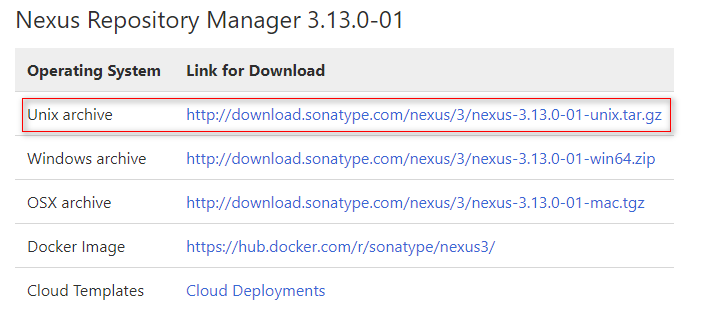 Nexus Repository Manager 3.13.0-01
Operating System Link for Download
Unix archive http://download.sonatype.com/nexus/3/nexus-3.13.0-01-unix.tar.gz
Windows archive http://download.sonatype.com/nexus/3/nexus-3.13.0-01-win64.zip
OSX archive http://download.sonatype.com/nexus/3/nexus-3.13.0-01-mac.tgz
Docker Image https://hub.docker.com/r/sonatype/nexus3/
Cloud Templates Cloud Deployments